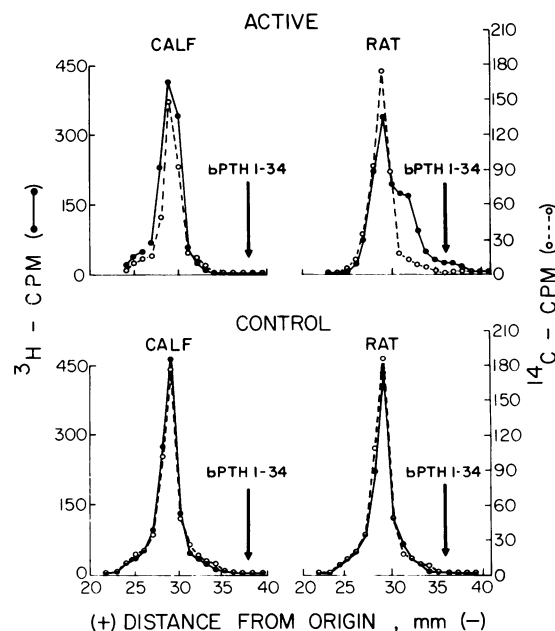 ACTIVE
CALF RAT
450 300 150 0
210 180 150 120 90 60 30 0
bPTH 1-34 bPTH 1-34
³H - CPM (●—●)
¹⁴C - CPM (o---o)
CONTROL
CALF RAT
450 300 150 0
210 180 150 120 90 60 30 0
bPTH 1-34 bPTH 1-34
20 25 30 35 40 20 25 30 35 40
(+) DISTANCE FROM ORIGIN , mm (-)